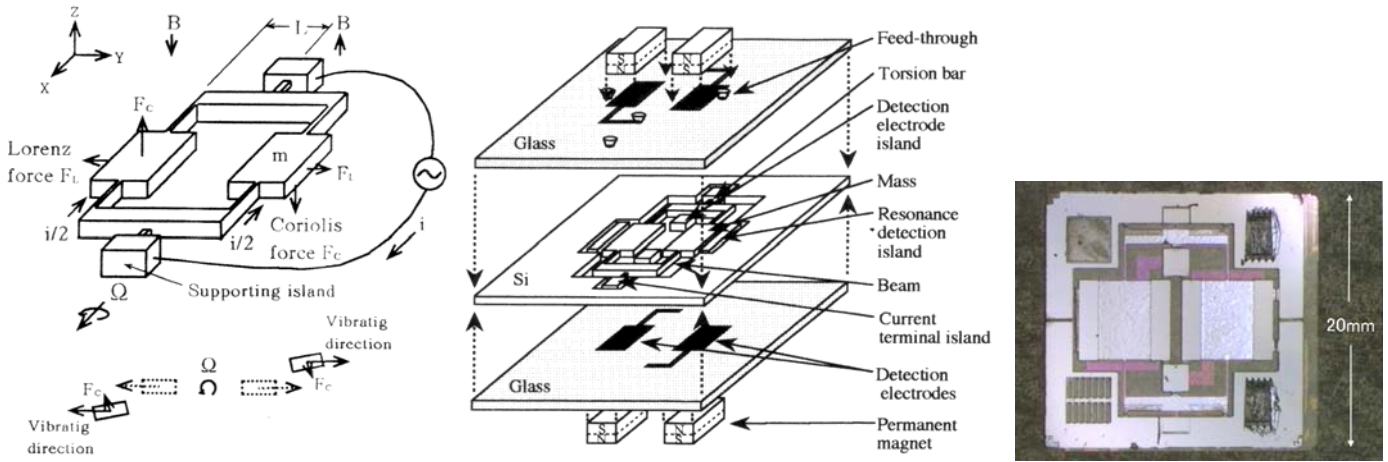 Z
Y
X
B
L
B
Fc
Lorenz
force FL
m
FL
i/2
i/2
Coriolis
force Fc
i
Supporting island
Ω
Vibratig
direction
Ω
Fc
Fc
Vibratig
direction
S
N
S
N
Feed-through
Torsion bar
Detection
electrode
island
Glass
Mass
Resonance
detection
island
Si
Beam
Current
terminal island
Glass
Detection
electrodes
S
N
S
N
Permanent
magnet
20mm